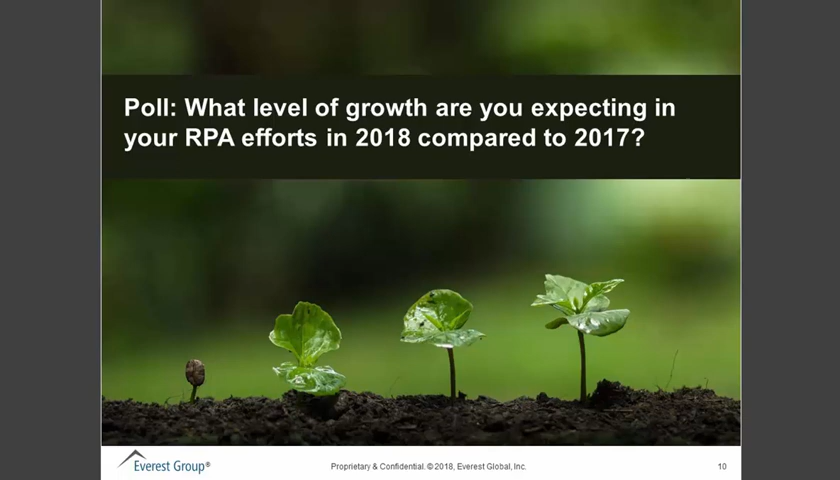 Poll: What level of growth are you expecting in
your RPA efforts in 2018 compared to 2017?
Everest Group®
Proprietary & Confidential. © 2018, Everest Global, Inc.
10